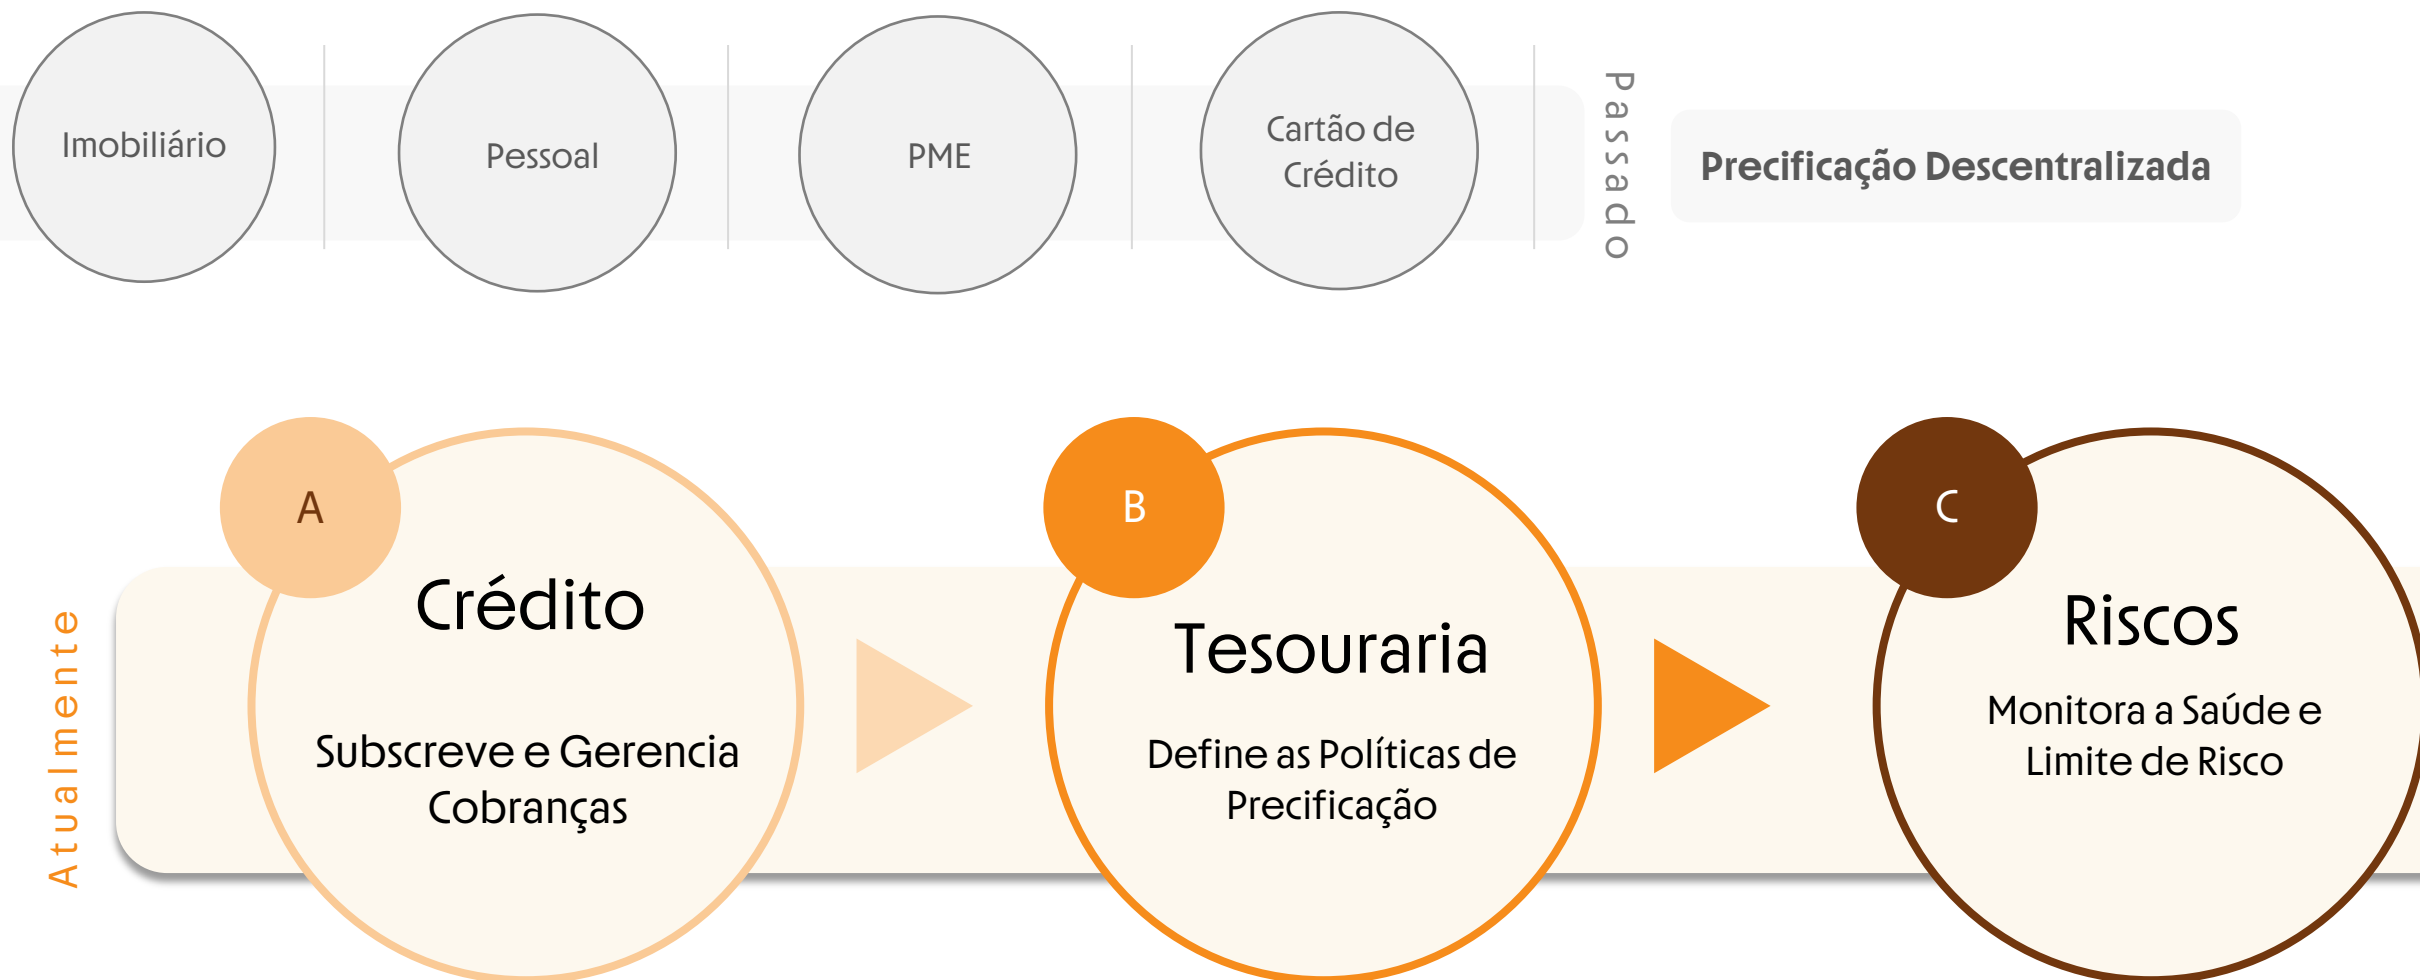 Imobiliário
Pessoal
PME
Cartão de
Crédito
Passado
Precificação Descentralizada
Atualmente
A
Crédito
Subscreve e Gerencia
Cobranças
B
Tesouraria
Define as Políticas de
Precificação
C
Riscos
Monitora a Saúde e
Limite de Risco